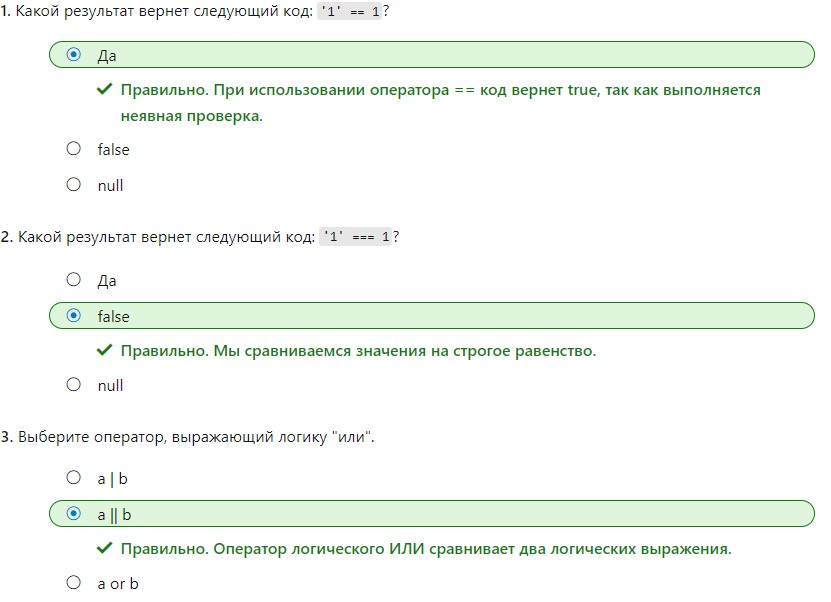 1. Какой результат вернет следующий код: '1' == 1?
Да
Правильно. При использовании оператора == код вернет true, так как выполняется
неявная проверка.
false
null
2. Какой результат вернет следующий код: '1' === 1?
Да
false
Правильно. Мы сравниваемся значения на строгое равенство.
null
3. Выберите оператор, выражающий логику "или".
a | b
a || b
Правильно. Оператор логического ИЛИ сравнивает два логических выражения.
a or b